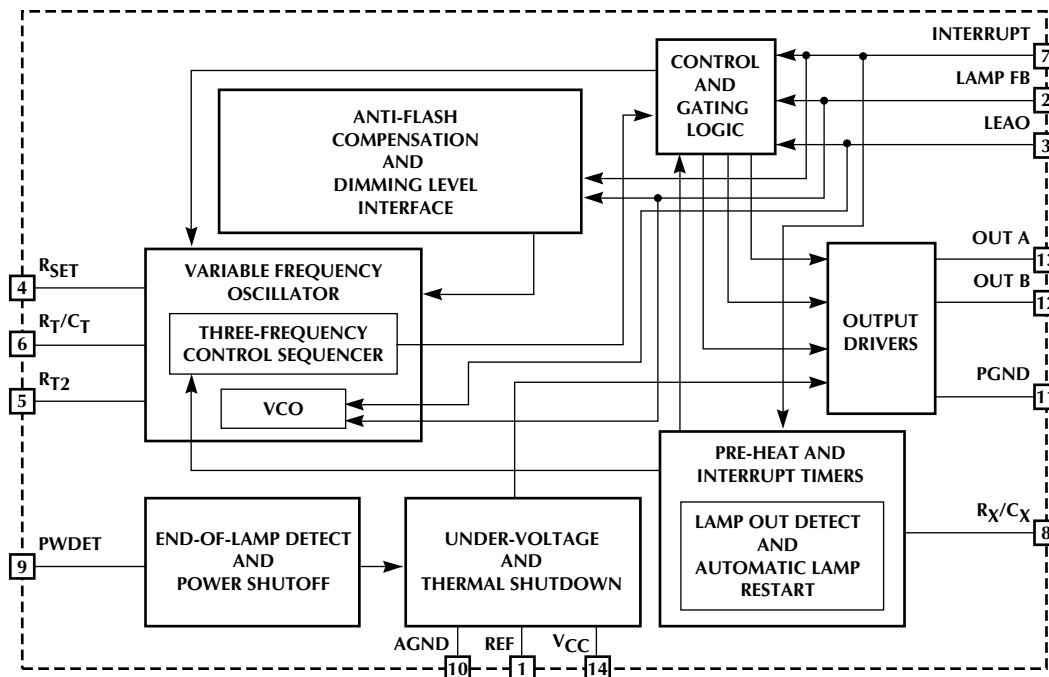 INTERRUPT
7
LAMP FB
2
LEAO
3
CONTROL
AND
GATING
LOGIC
ANTI-FLASH
COMPENSATION
AND
DIMMING LEVEL
INTERFACE
OUT A
13
OUT B
12
PGND
11
OUTPUT
DRIVERS
RSET
4
RT/CT
6
RT2
5
VARIABLE FREQUENCY
OSCILLATOR
THREE-FREQUENCY
CONTROL SEQUENCER
VCO
PRE-HEAT AND
INTERRUPT TIMERS
LAMP OUT DETECT
AND
AUTOMATIC LAMP
RESTART
RX/CX
8
PWDET
9
END-OF-LAMP DETECT
AND
POWER SHUTOFF
UNDER-VOLTAGE
AND
THERMAL SHUTDOWN
AGND
10
REF
1
VCC
14